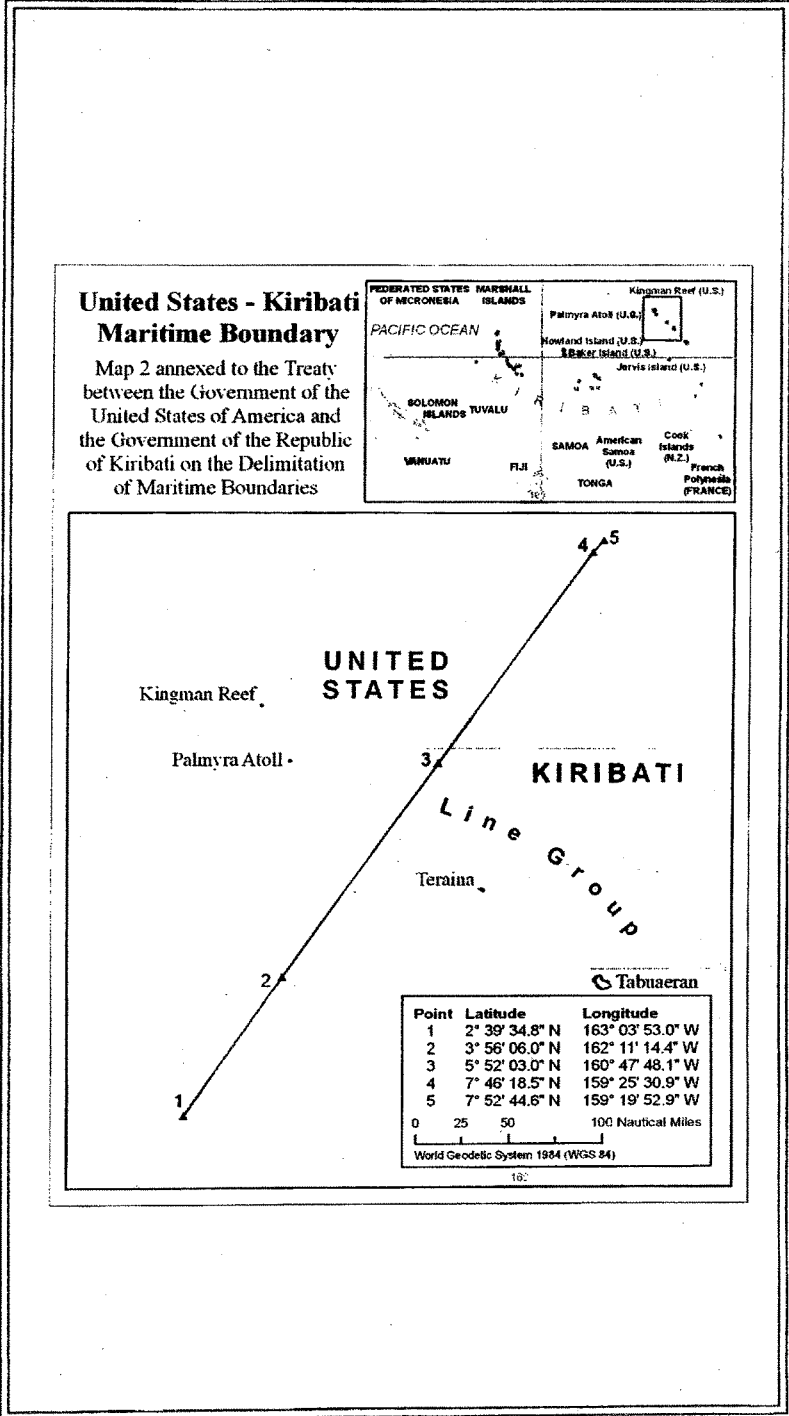 United States - Kiribati
Maritime Boundary
Map 2 annexed to the Treaty
between the Government of the
United States of America and
the Government of the Republic
of Kiribati on the Delimitation
of Maritime Boundaries
FEDERATED STATES OF MICRONESIA
MARSHALL ISLANDS
Kingman Reef (U.S.)
Palmyra Atoll (U.S.)
PACIFIC OCEAN
Howland Island (U.S.)
Baker Island (U.S.)
Jarvis Island (U.S.)
SOLOMON ISLANDS
TUVALU
SAMOA
American Samoa (U.S.)
Cook Islands (N.Z.)
VANUATU
FIJI
TONGA
French Polynesia (FRANCE)
4
5
UNITED
STATES
Kingman Reef
Palmyra Atoll
3
KIRIBATI
Line Group
Teraina
2
Tabuaeran
1
Point Latitude Longitude
1 2° 39' 34.8" N 163° 03' 53.0" W
2 3° 56' 06.0" N 162° 11' 14.4" W
3 5° 52' 03.0" N 160° 47' 48.1" W
4 7° 46' 18.5" N 159° 25' 30.9" W
5 7° 52' 44.6" N 159° 19' 52.9" W
0 25 50 100 Nautical Miles
World Geodetic System 1984 (WGS 84)